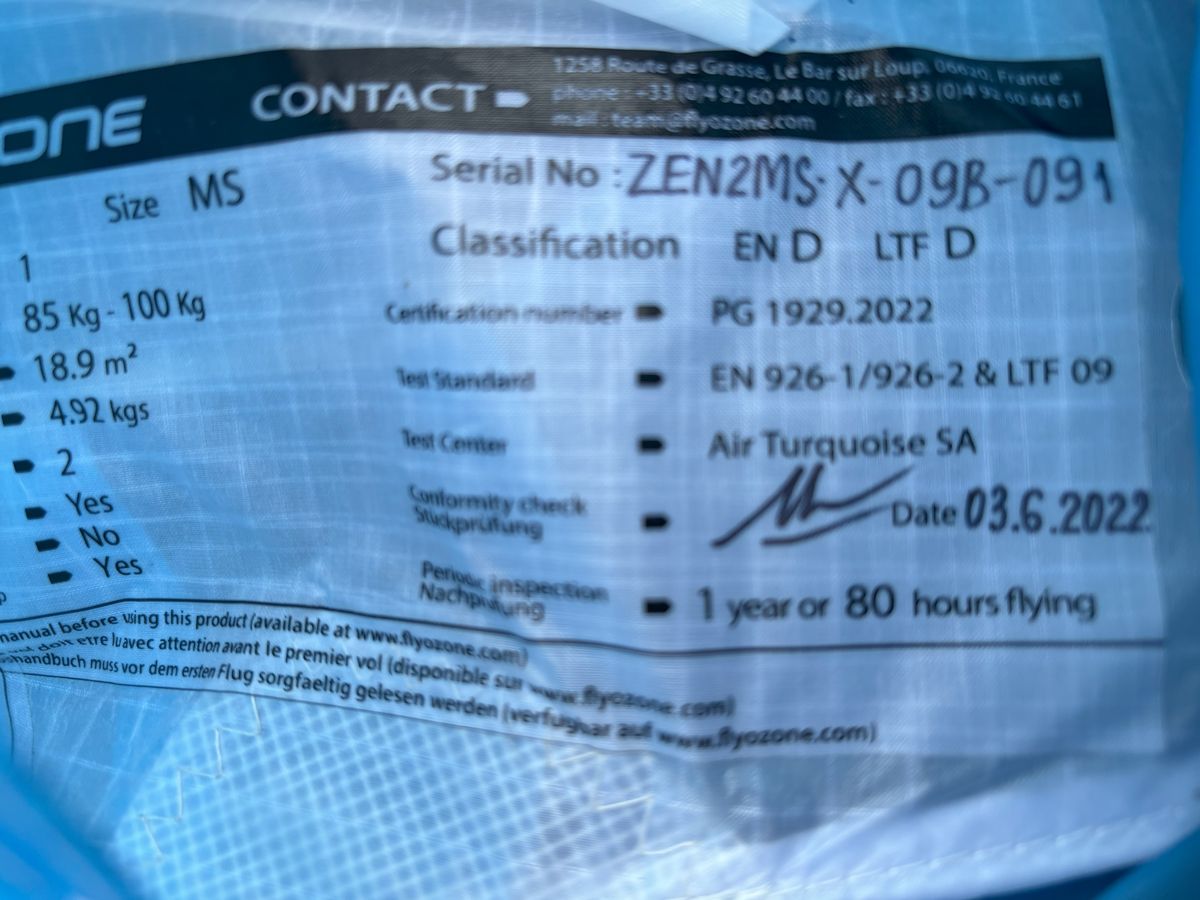 ONE CONTACT
1258 Route de Grasse, Le Bar sur Loup, 06620, France
phone : +33 (0)4 92 60 44 00 / fax : +33 (0)4 92 60 44 61
mail : team@flyozone.com
Size MS
Serial No : ZEN2MS-X-09B-091
Classification EN D LTF D
1
85 Kg - 100 Kg
Certification number PG 1929.2022
18.9 m²
Test Standard EN 926-1/926-2 & LTF 09
4.92 kgs
Test Center Air Turquoise SA
2
Yes
Conformity check
Stückprüfung
Date 03.6.2022
No
Yes
Periodic inspection
Nachprüfung
1 year or 80 hours flying
manual before using this product (available at www.flyozone.com)
doit etre lu avec attention avant le premier vol (disponible sur www.flyozone.com)
handbuch muss vor dem ersten Flug sorgfaeltig gelesen werden (verfugbar auf www.flyozone.com)